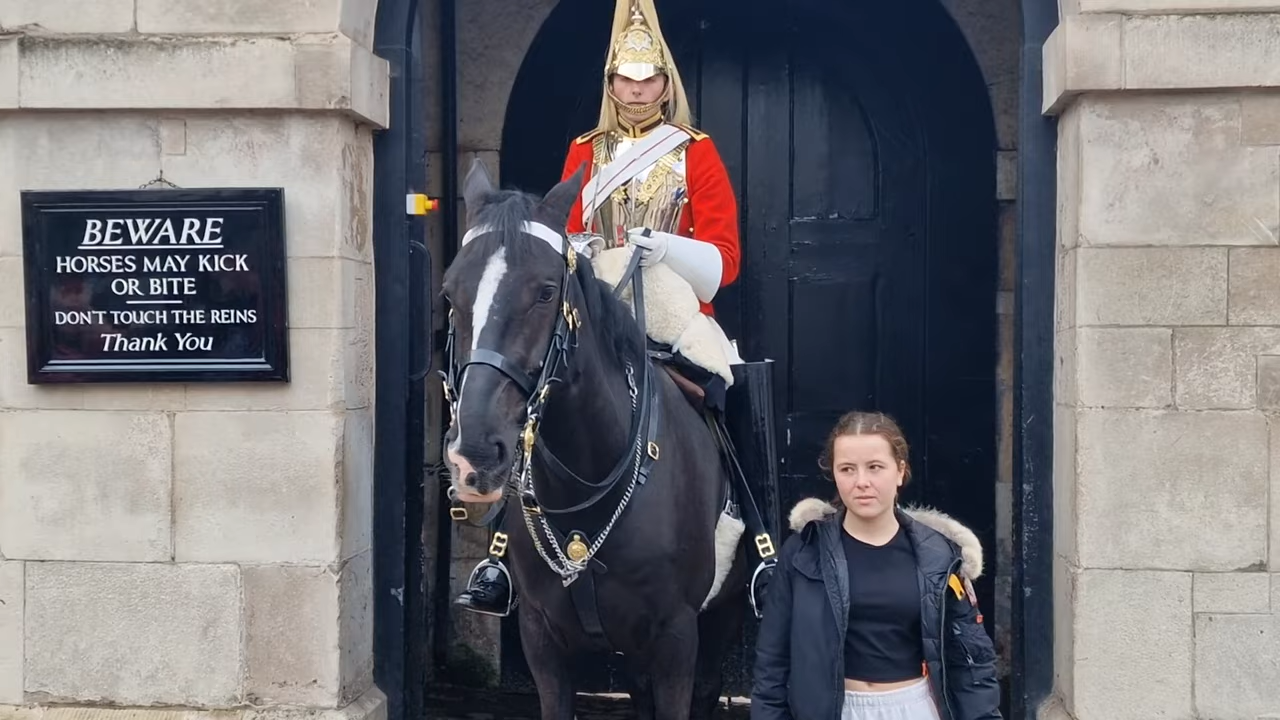 BEWARE
HORSES MAY KICK
OR BITE
DON'T TOUCH THE REINS
Thank You